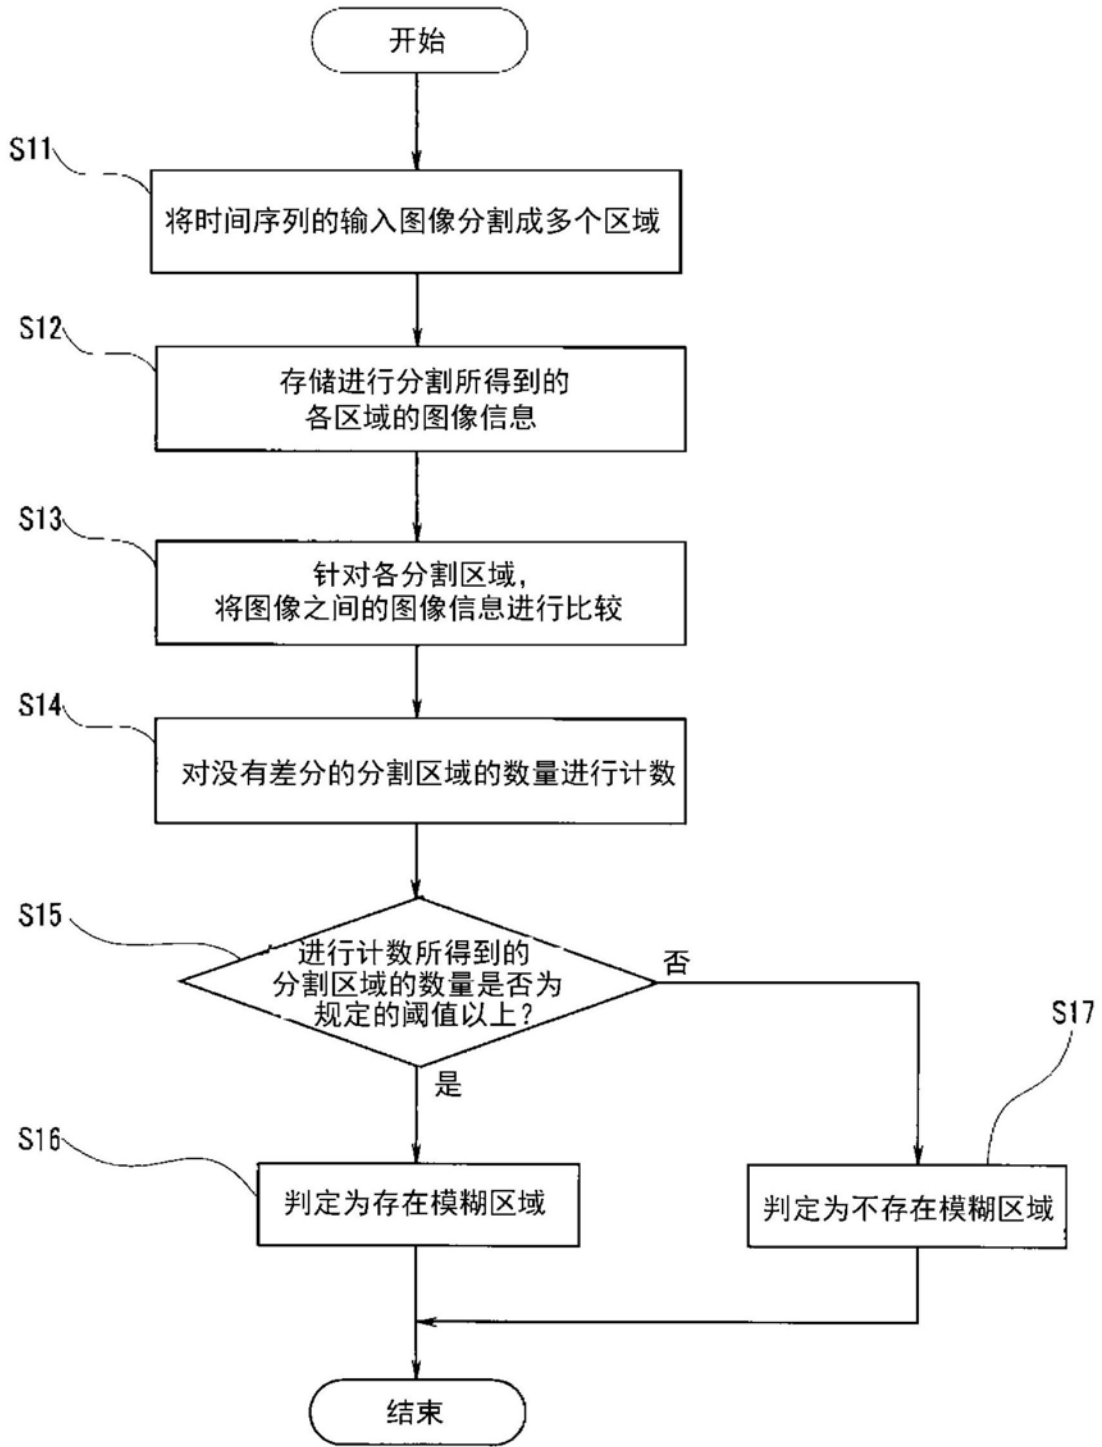 开始
S11
将时间序列的输入图像分割成多个区域
S12
存储进行分割所得到的
各区域的图像信息
S13
针对各分割区域，
将图像之间的图像信息进行比较
S14
对没有差分的分割区域的数量进行计数
S15
进行计数所得到的
分割区域的数量是否为
规定的阈值以上？
否
是
S17
S16
判定为存在模糊区域
判定为不存在模糊区域
结束